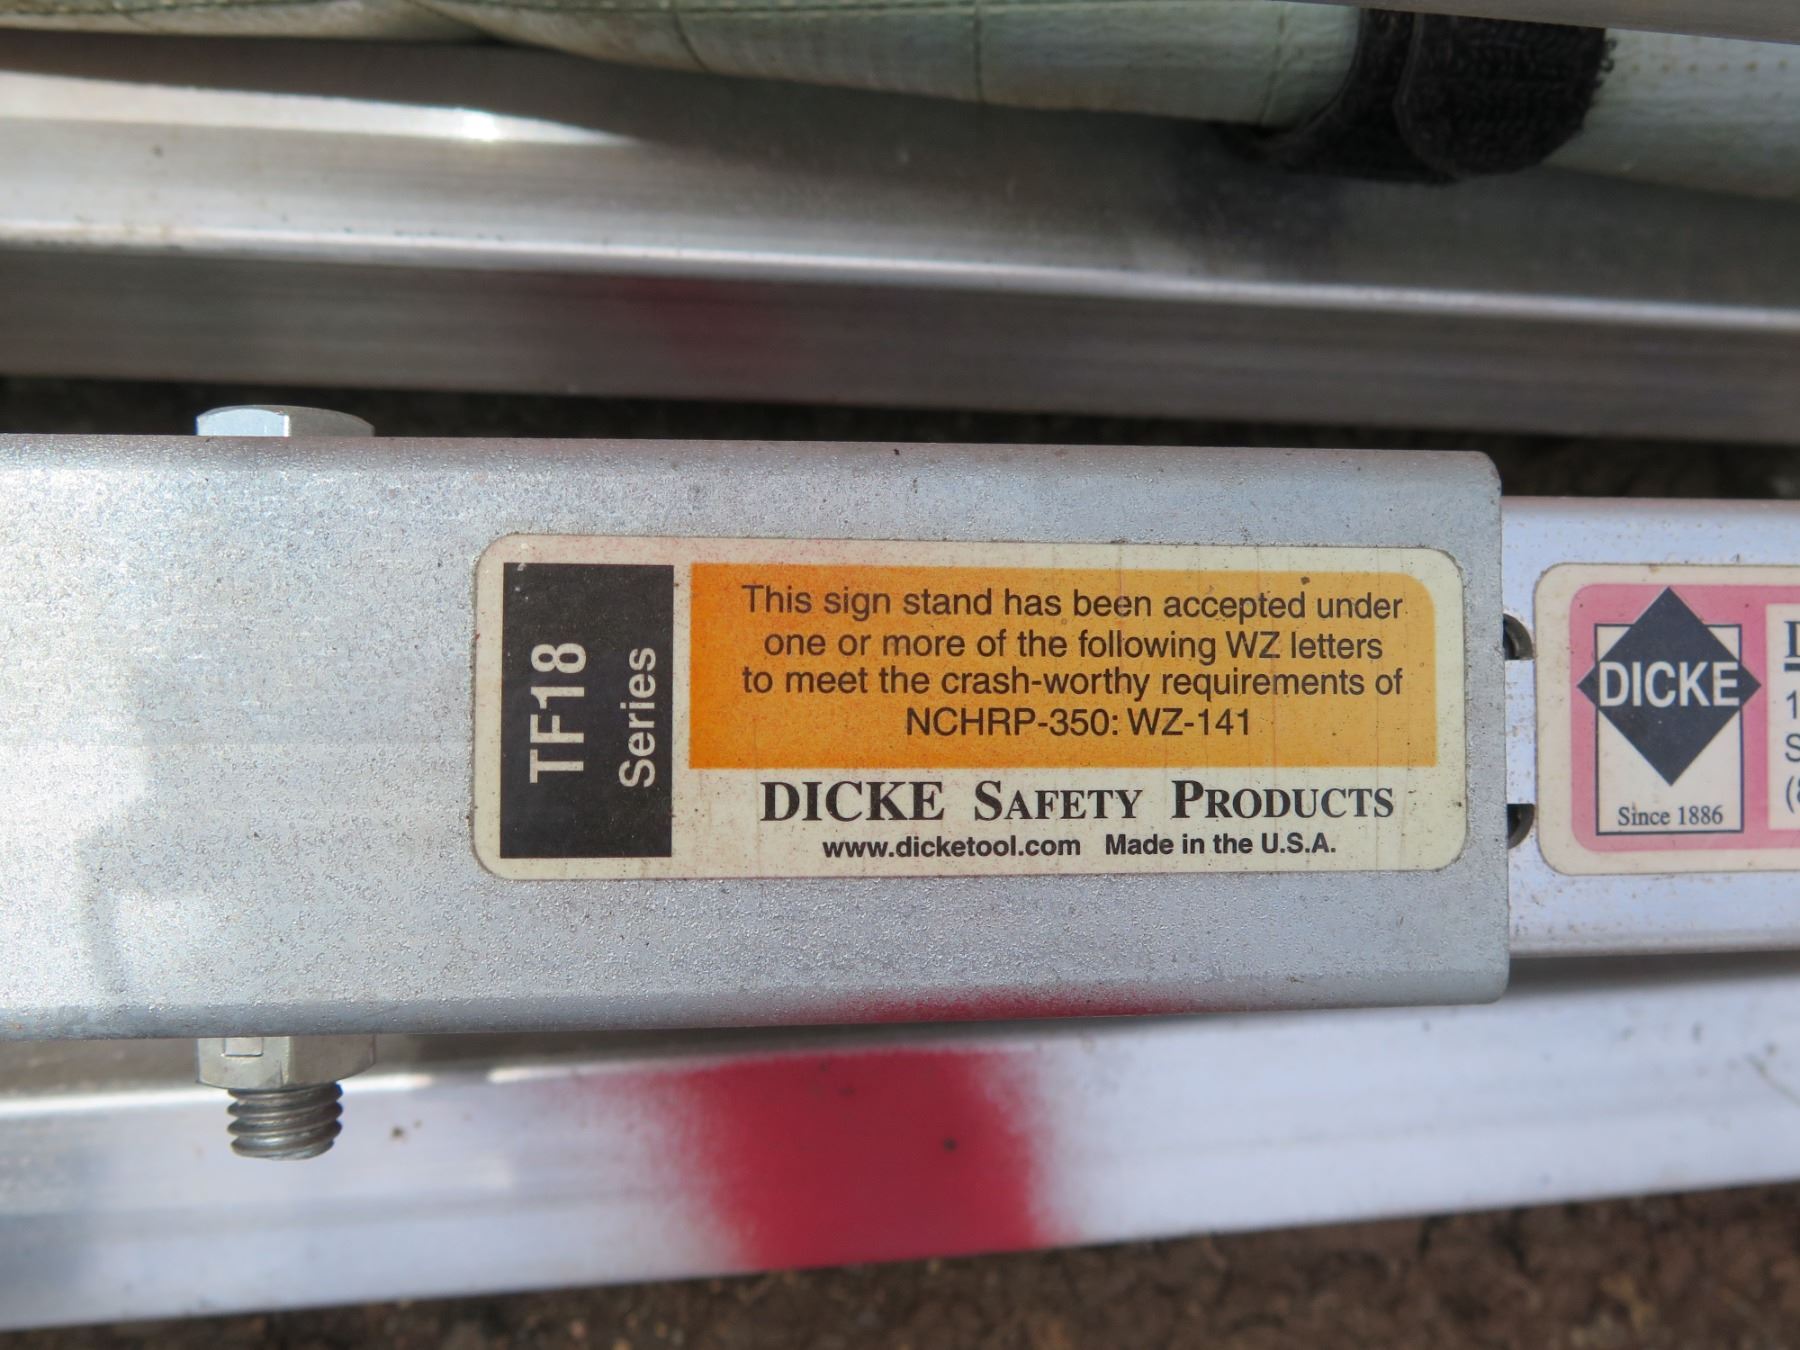 TF18
Series
This sign stand has been accepted under
one or more of the following WZ letters
to meet the crash-worthy requirements of
NCHRP-350: WZ-141
DICKE SAFETY PRODUCTS
www.dicketool.com Made in the U.S.A.
DICKE
Since 1886